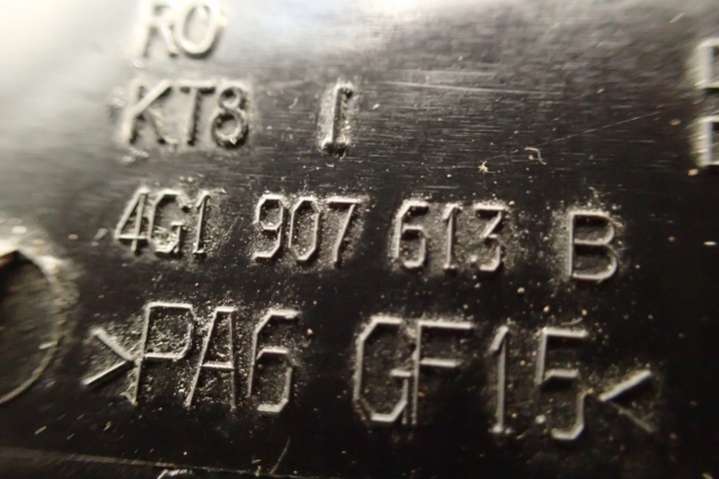 RO
KT8 I
4G1 907 613 B
>PA6 GF15<